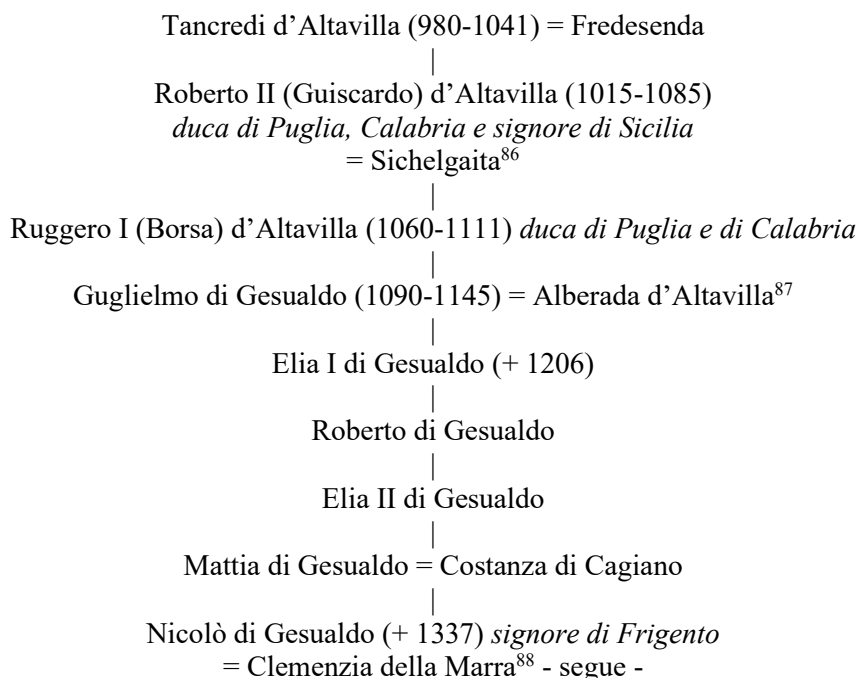 Tancredi d’Altavilla (980-1041) = Fredesenda
|
Roberto II (Guiscardo) d’Altavilla (1015-1085)
duca di Puglia, Calabria e signore di Sicilia
= Sichelgaita⁸⁶
|
Ruggero I (Borsa) d’Altavilla (1060-1111) duca di Puglia e di Calabria
|
Guglielmo di Gesualdo (1090-1145) = Alberada d’Altavilla⁸⁷
|
Elia I di Gesualdo (+ 1206)
|
Roberto di Gesualdo
|
Elia II di Gesualdo
|
Mattia di Gesualdo = Costanza di Cagiano
|
Nicolò di Gesualdo (+ 1337) signore di Frigento
= Clemenzia della Marra⁸⁸ - segue -